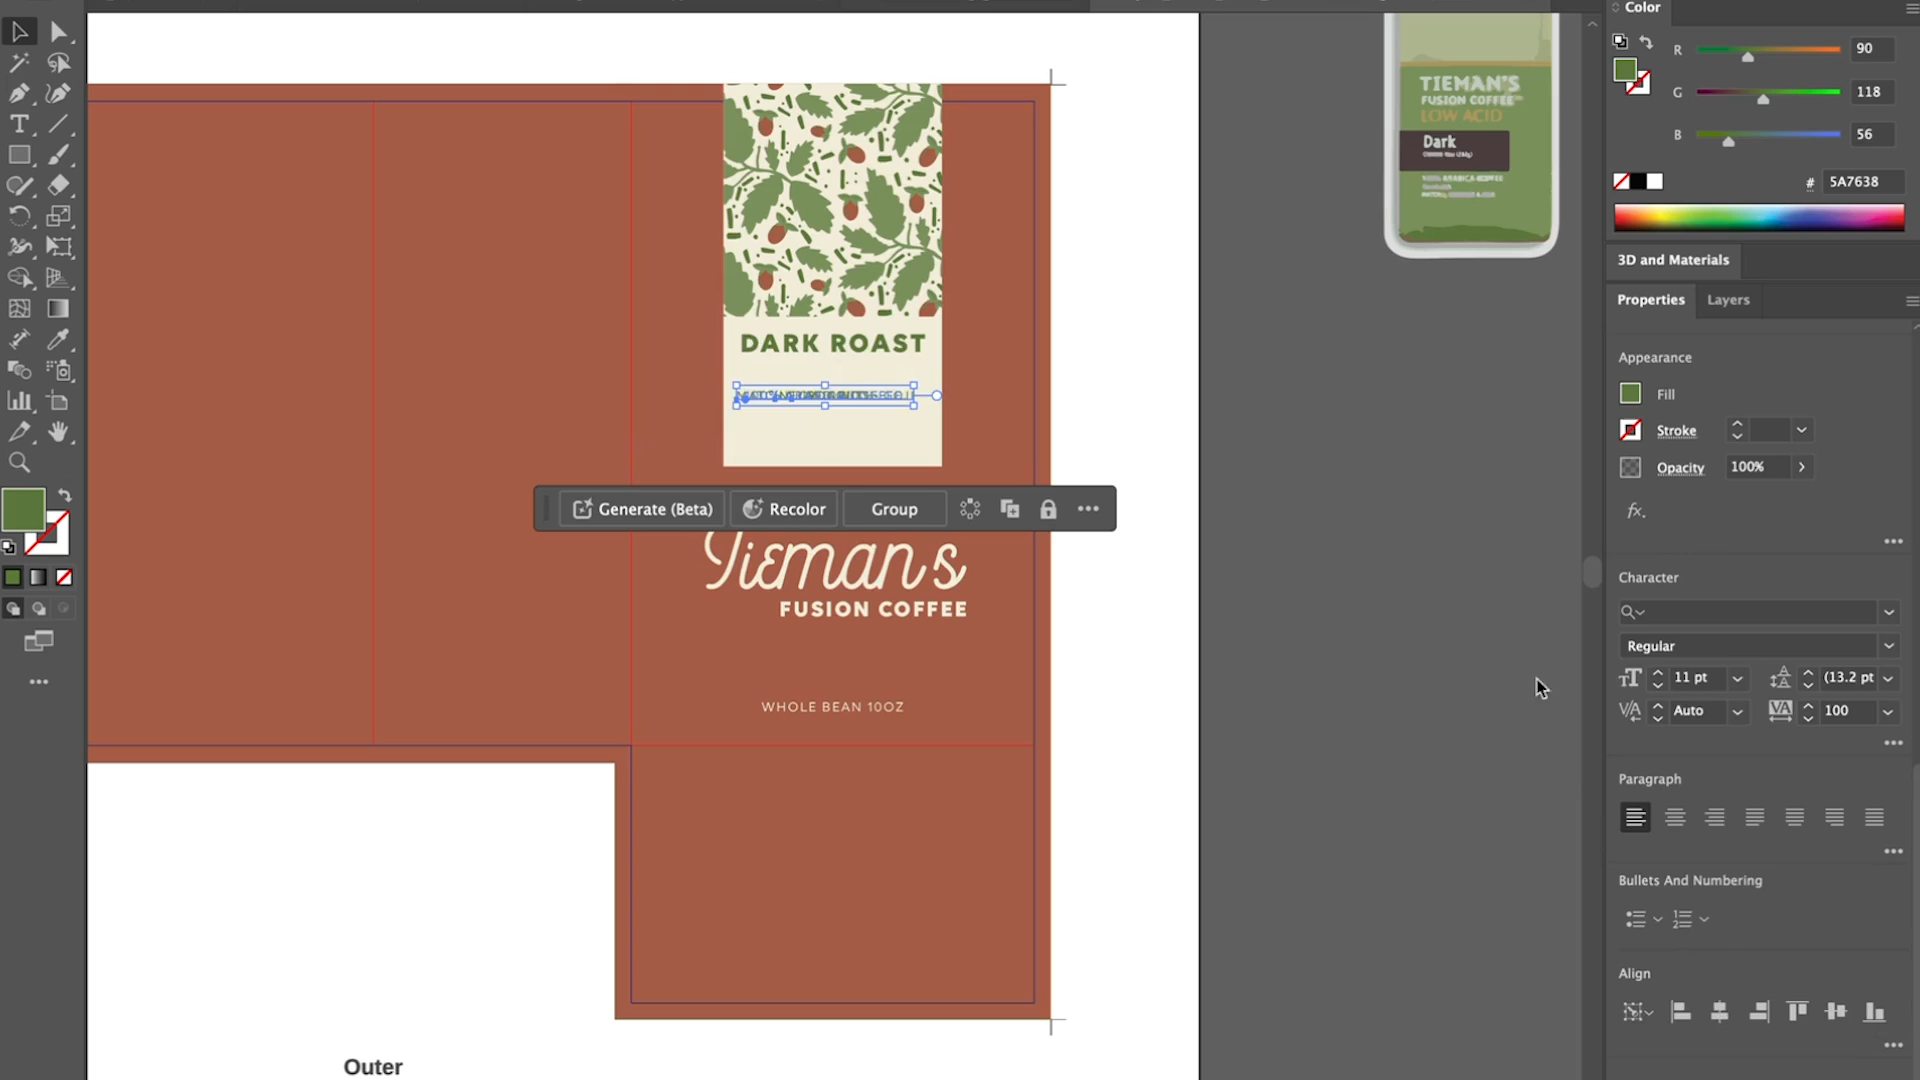 Color
R 90
G 118
B 56
# 5A7638
TIEMAN'S
FUSION COFFEE
LOW ACID
Dark
3D and Materials
Properties Layers
Appearance
Fill
Stroke
Opacity 100%
fx.
DARK ROAST
Generate (Beta) Recolor Group
Tieman's
FUSION COFFEE
WHOLE BEAN 10OZ
Character
Regular
11 pt (13.2 pt
Auto 100
Paragraph
Bullets And Numbering
Align
Outer